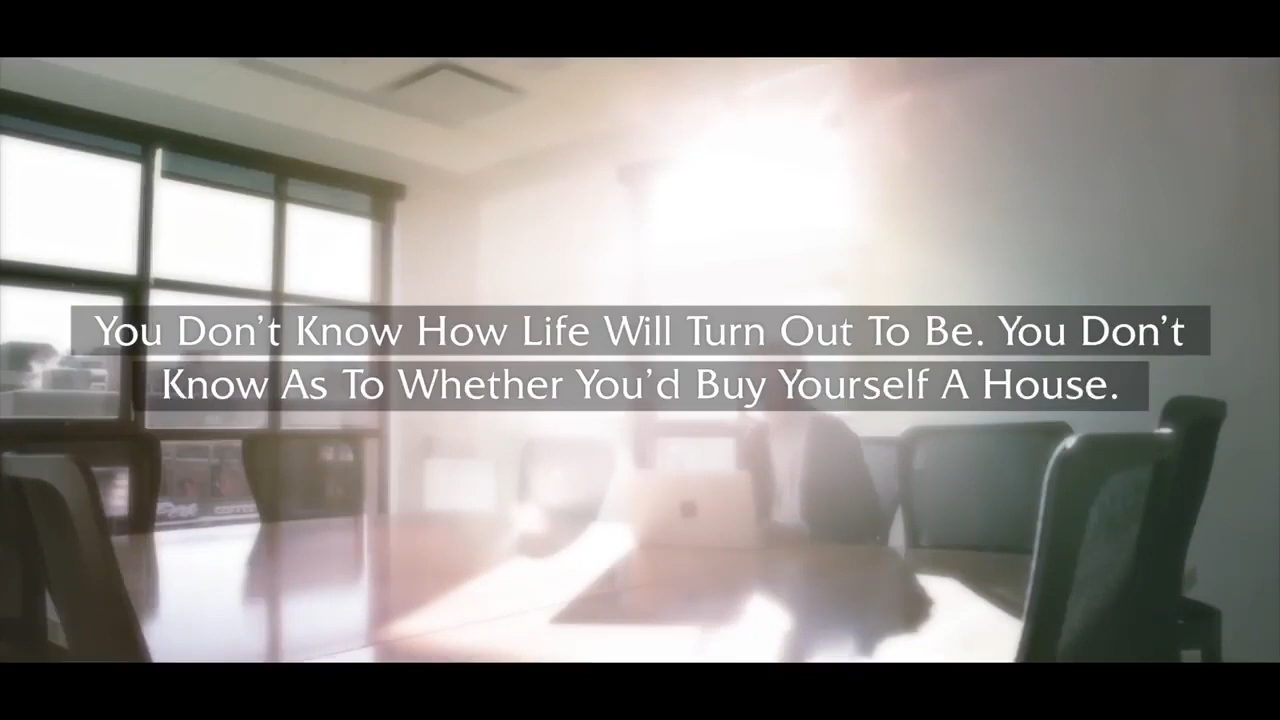 You Don't Know How Life Will Turn Out To Be. You Don't
Know As To Whether You'd Buy Yourself A House.